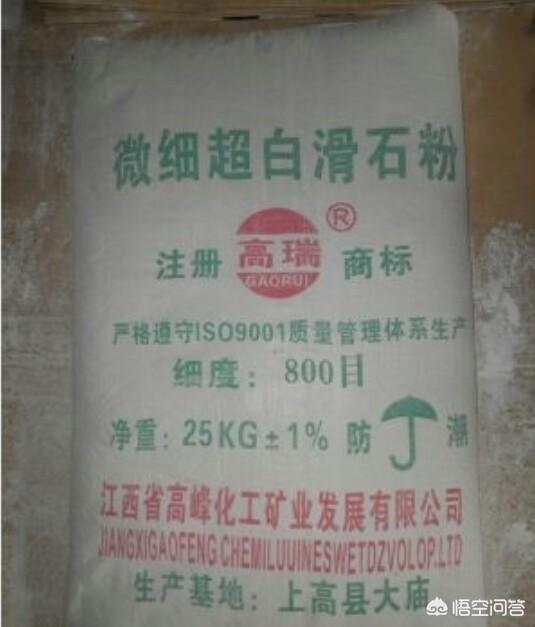 微细超白滑石粉
注册 高瑞 ® 商标
GAORUI
严格遵守ISO9001质量管理体系生产
细度：800目
净重：25KG±1% 防潮
江西省高峰化工矿业发展有限公司
JIANGXIGAOFENG CHEMILUUINESWETDZVOLOP.LTD
生产基地：上高县大庙
悟空问答